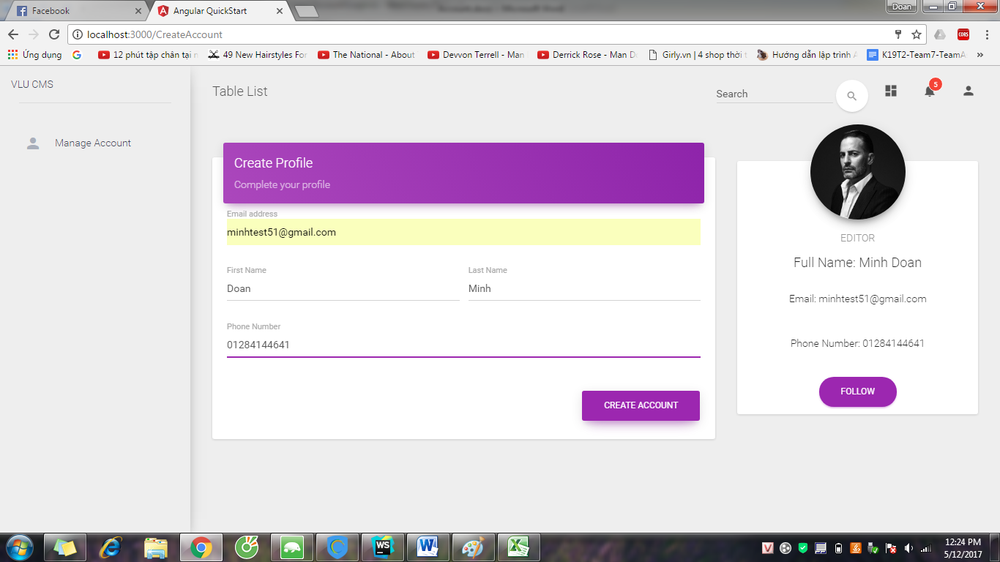 Facebook
Angular QuickStart
Doan
localhost:3000/CreateAccount
CORS
Ứng dụng
12 phút tập chân tại n
49 New Hairstyles For
The National - About
Devvon Terrell - Man
Derrick Rose - Man D
Girly.vn | 4 shop thời t
Hướng dẫn lập trình A
K19T2-Team7-TeamA
»
VLU CMS
Table List
Search
5
Manage Account
Create Profile
Complete your profile
Email address
minhtest51@gmail.com
First Name
Last Name
Doan
Minh
Phone Number
01284144641
CREATE ACCOUNT
EDITOR
Full Name: Minh Doan
Email: minhtest51@gmail.com
Phone Number: 01284144641
FOLLOW
WS
12:24 PM
5/12/2017